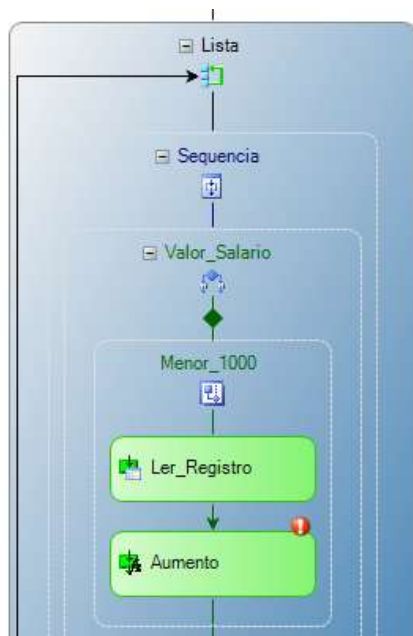 Lista
Sequencia
Valor_Salario
Menor_1000
Ler_Registro
Aumento